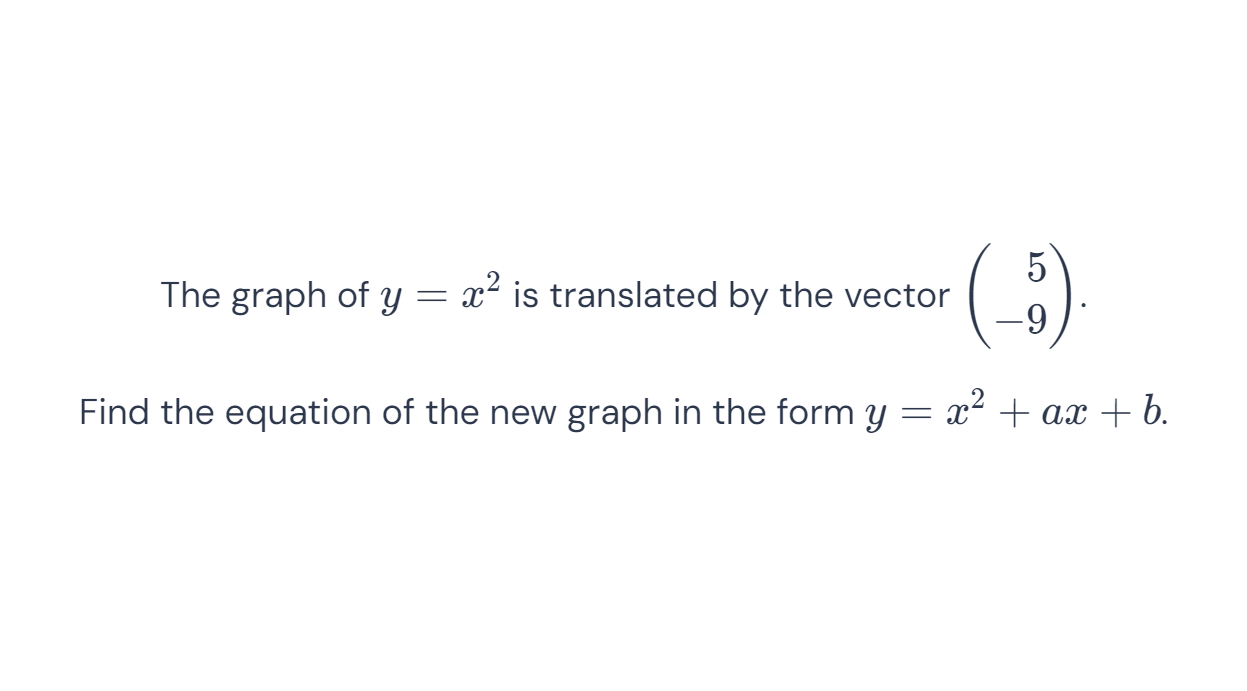 The graph of $y = x^2$ is translated by the vector $\begin{pmatrix} 5 \\ -9 \end{pmatrix}$.
Find the equation of the new graph in the form $y = x^2 + ax + b$.